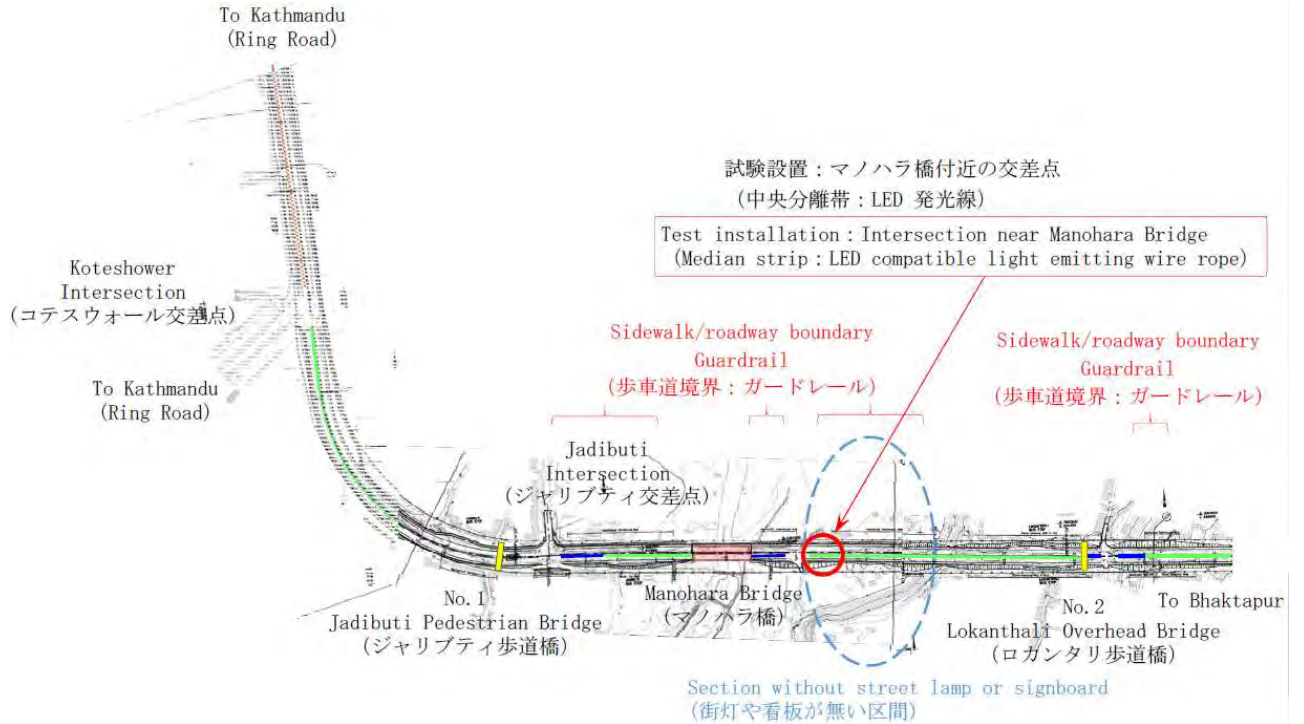 To Kathmandu
(Ring Road)
試験設置：マノハラ橋付近の交差点
(中央分離帯：LED 発光線)
Test installation：Intersection near Manohara Bridge
(Median strip：LED compatible light emitting wire rope)
Koteshower
Intersection
(コテスウォール交差点)
To Kathmandu
(Ring Road)
Sidewalk/roadway boundary
Guardrail
(歩車道境界：ガードレール)
Sidewalk/roadway boundary
Guardrail
(歩車道境界：ガードレール)
Jadibuti
Intersection
(ジャリブティ交差点)
No.1
Jadibuti Pedestrian Bridge
(ジャリブティ歩道橋)
Manohara Bridge
(マノハラ橋)
No.2
Lokanthali Overhead Bridge
(ロカンタリ歩道橋)
To Bhaktapur
Section without street lamp or signboard
(街灯や看板が無い区間)